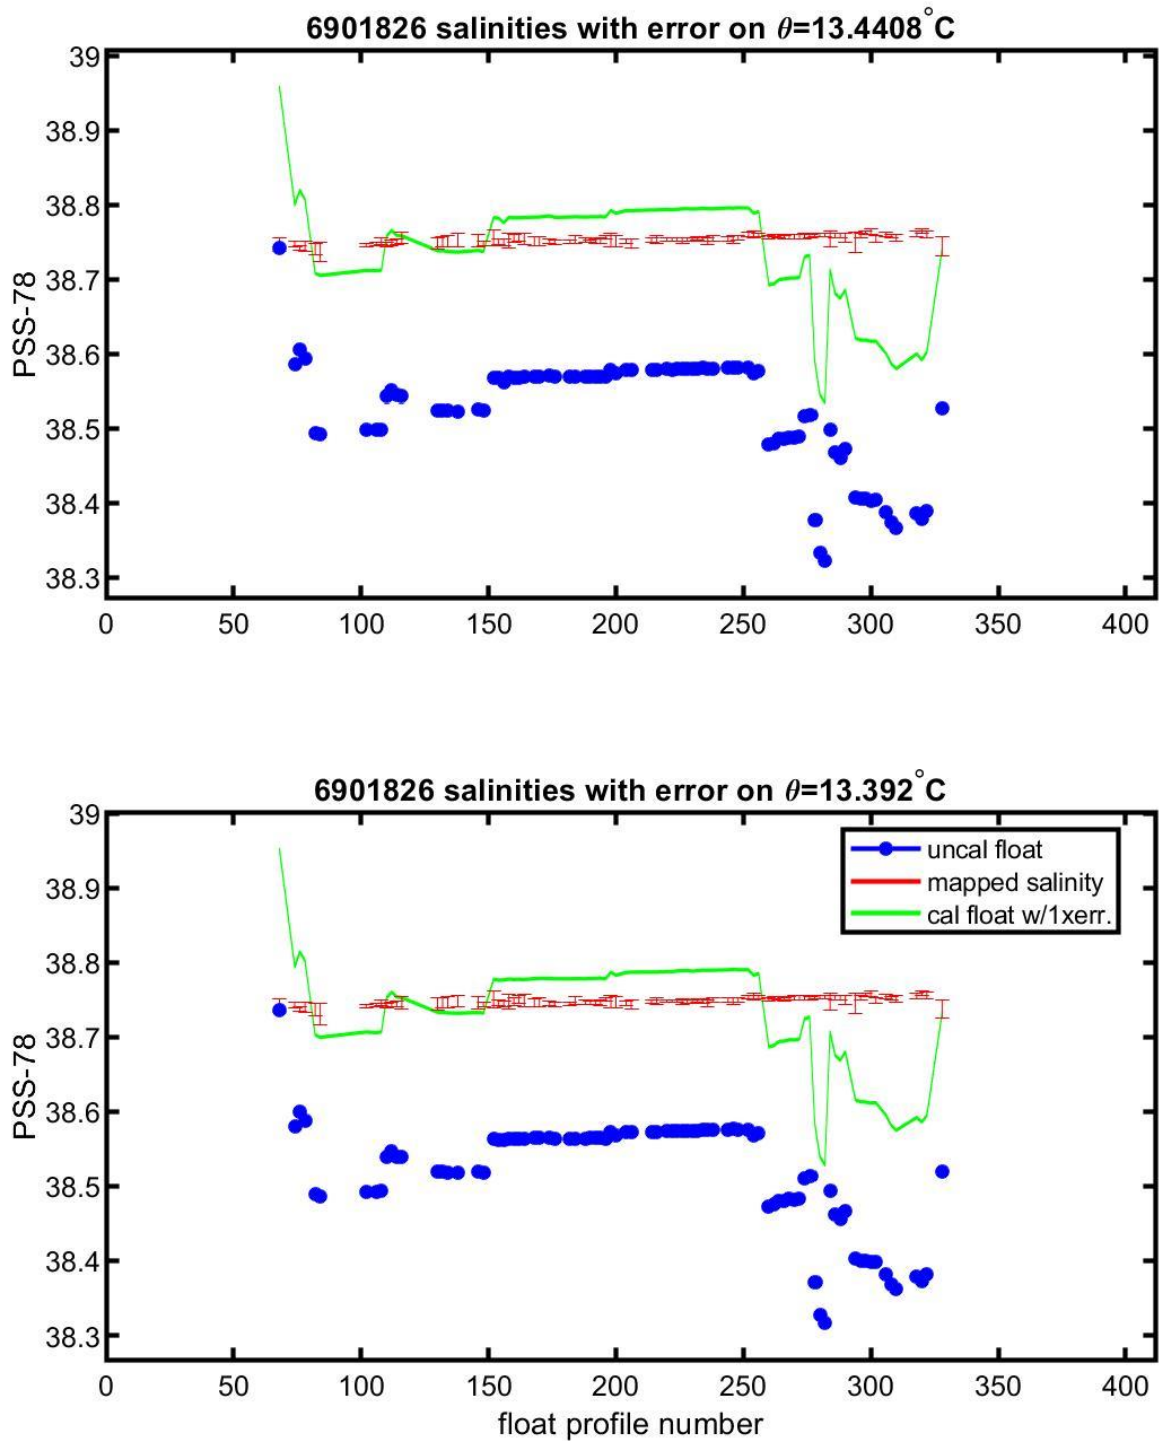 6901826 salinities with error on θ=13.4408°C
39
38.9
38.8
38.7
38.6
38.5
38.4
38.3
PSS-78
0 50 100 150 200 250 300 350 400
6901826 salinities with error on θ=13.392°C
39
38.9
38.8
38.7
38.6
38.5
38.4
38.3
PSS-78
uncal float
mapped salinity
cal float w/1xerr.
0 50 100 150 200 250 300 350 400
float profile number